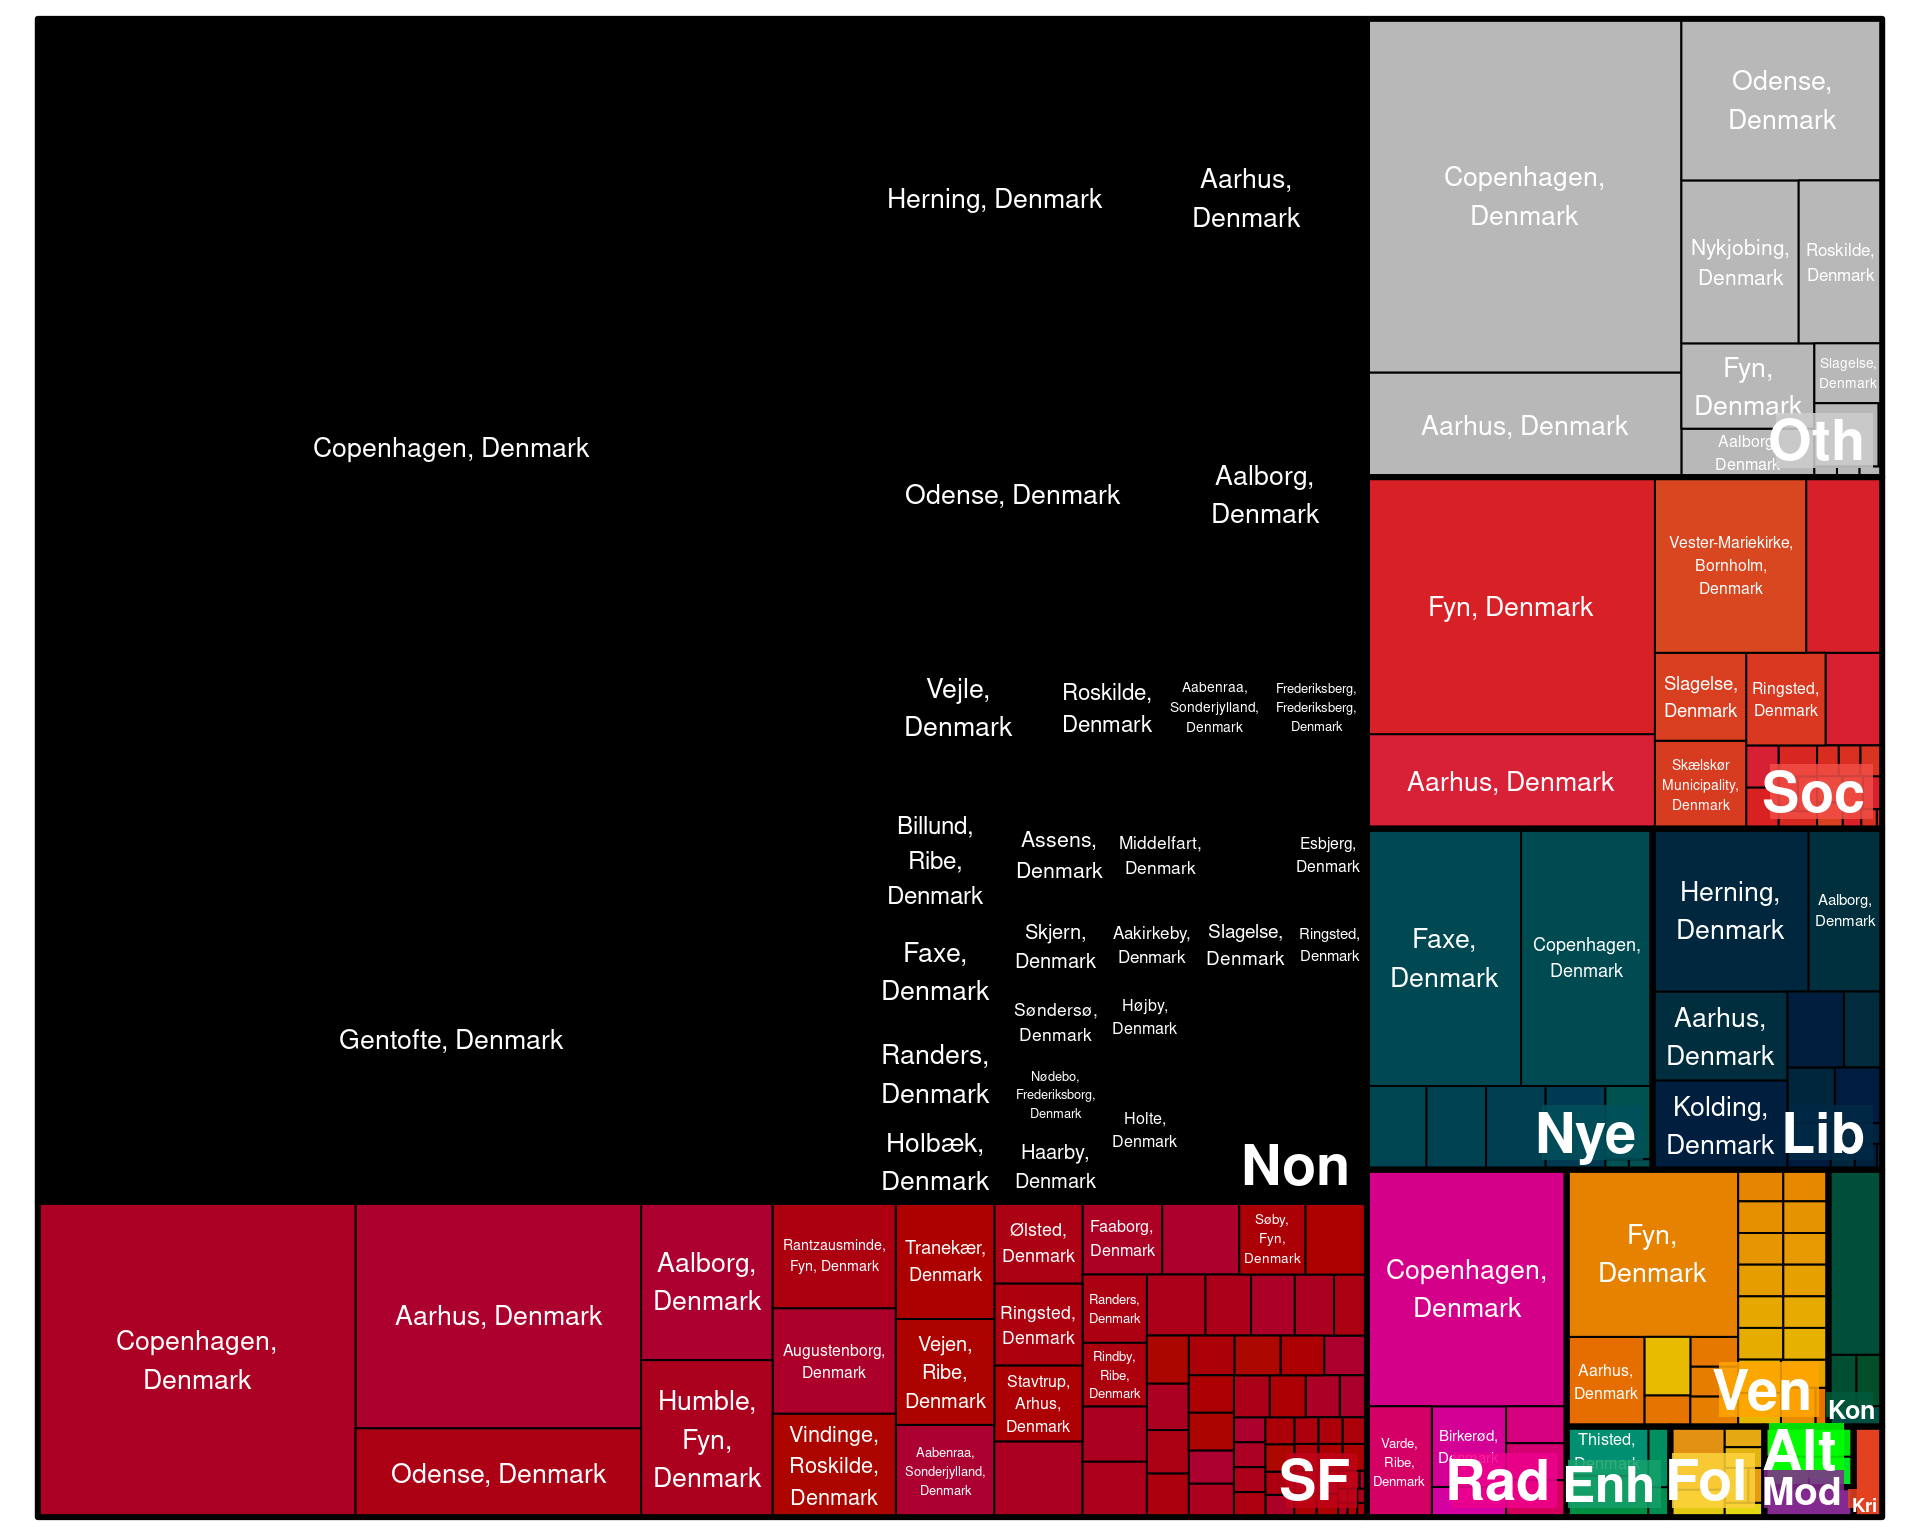 Herning, Denmark
Aarhus,
Denmark
Copenhagen, Denmark
Odense, Denmark
Aalborg,
Denmark
Vejle,
Denmark
Roskilde,
Denmark
Aabenraa,
Sonderjylland,
Denmark
Frederiksberg,
Frederiksberg,
Denmark
Billund,
Ribe,
Denmark
Assens,
Denmark
Middelfart,
Denmark
Esbjerg,
Denmark
Faxe,
Denmark
Skjern,
Denmark
Aakirkeby,
Denmark
Slagelse,
Denmark
Ringsted,
Denmark
Søndersø,
Denmark
Højby,
Denmark
Gentofte, Denmark
Randers,
Denmark
Nødebo,
Frederiksborg,
Denmark
Holte,
Denmark
Holbæk,
Denmark
Haarby,
Denmark
Non
Copenhagen,
Denmark
Odense,
Denmark
Nykjobing,
Denmark
Roskilde,
Denmark
Fyn,
Denmark
Slagelse,
Denmark
Aarhus, Denmark
Aalborg,
Denmark
Oth
Fyn, Denmark
Vester-Mariekirke,
Bornholm,
Denmark
Slagelse,
Denmark
Ringsted,
Denmark
Aarhus, Denmark
Skælskør
Municipality,
Denmark
Soc
Faxe,
Denmark
Copenhagen,
Denmark
Nye
Herning,
Denmark
Aalborg,
Denmark
Aarhus,
Denmark
Kolding,
Denmark
Lib
Copenhagen,
Denmark
Aarhus, Denmark
Odense, Denmark
Aalborg,
Denmark
Humble,
Fyn,
Denmark
Rantzausminde,
Fyn, Denmark
Augustenborg,
Denmark
Vindinge,
Roskilde,
Denmark
Tranekær,
Denmark
Vejen,
Ribe,
Denmark
Aabenraa,
Sonderjylland,
Denmark
Ølsted,
Denmark
Ringsted,
Denmark
Stavtrup,
Arhus,
Denmark
Faaborg,
Denmark
Søby,
Fyn,
Denmark
Randers,
Denmark
Rindby,
Ribe,
Denmark
SF
Copenhagen,
Denmark
Varde,
Ribe,
Denmark
Birkerød,
Denmark
Rad
Fyn,
Denmark
Aarhus,
Denmark
Ven
Kon
Thisted,
Denmark
Enh
Fol
Alt
Mod
Kri